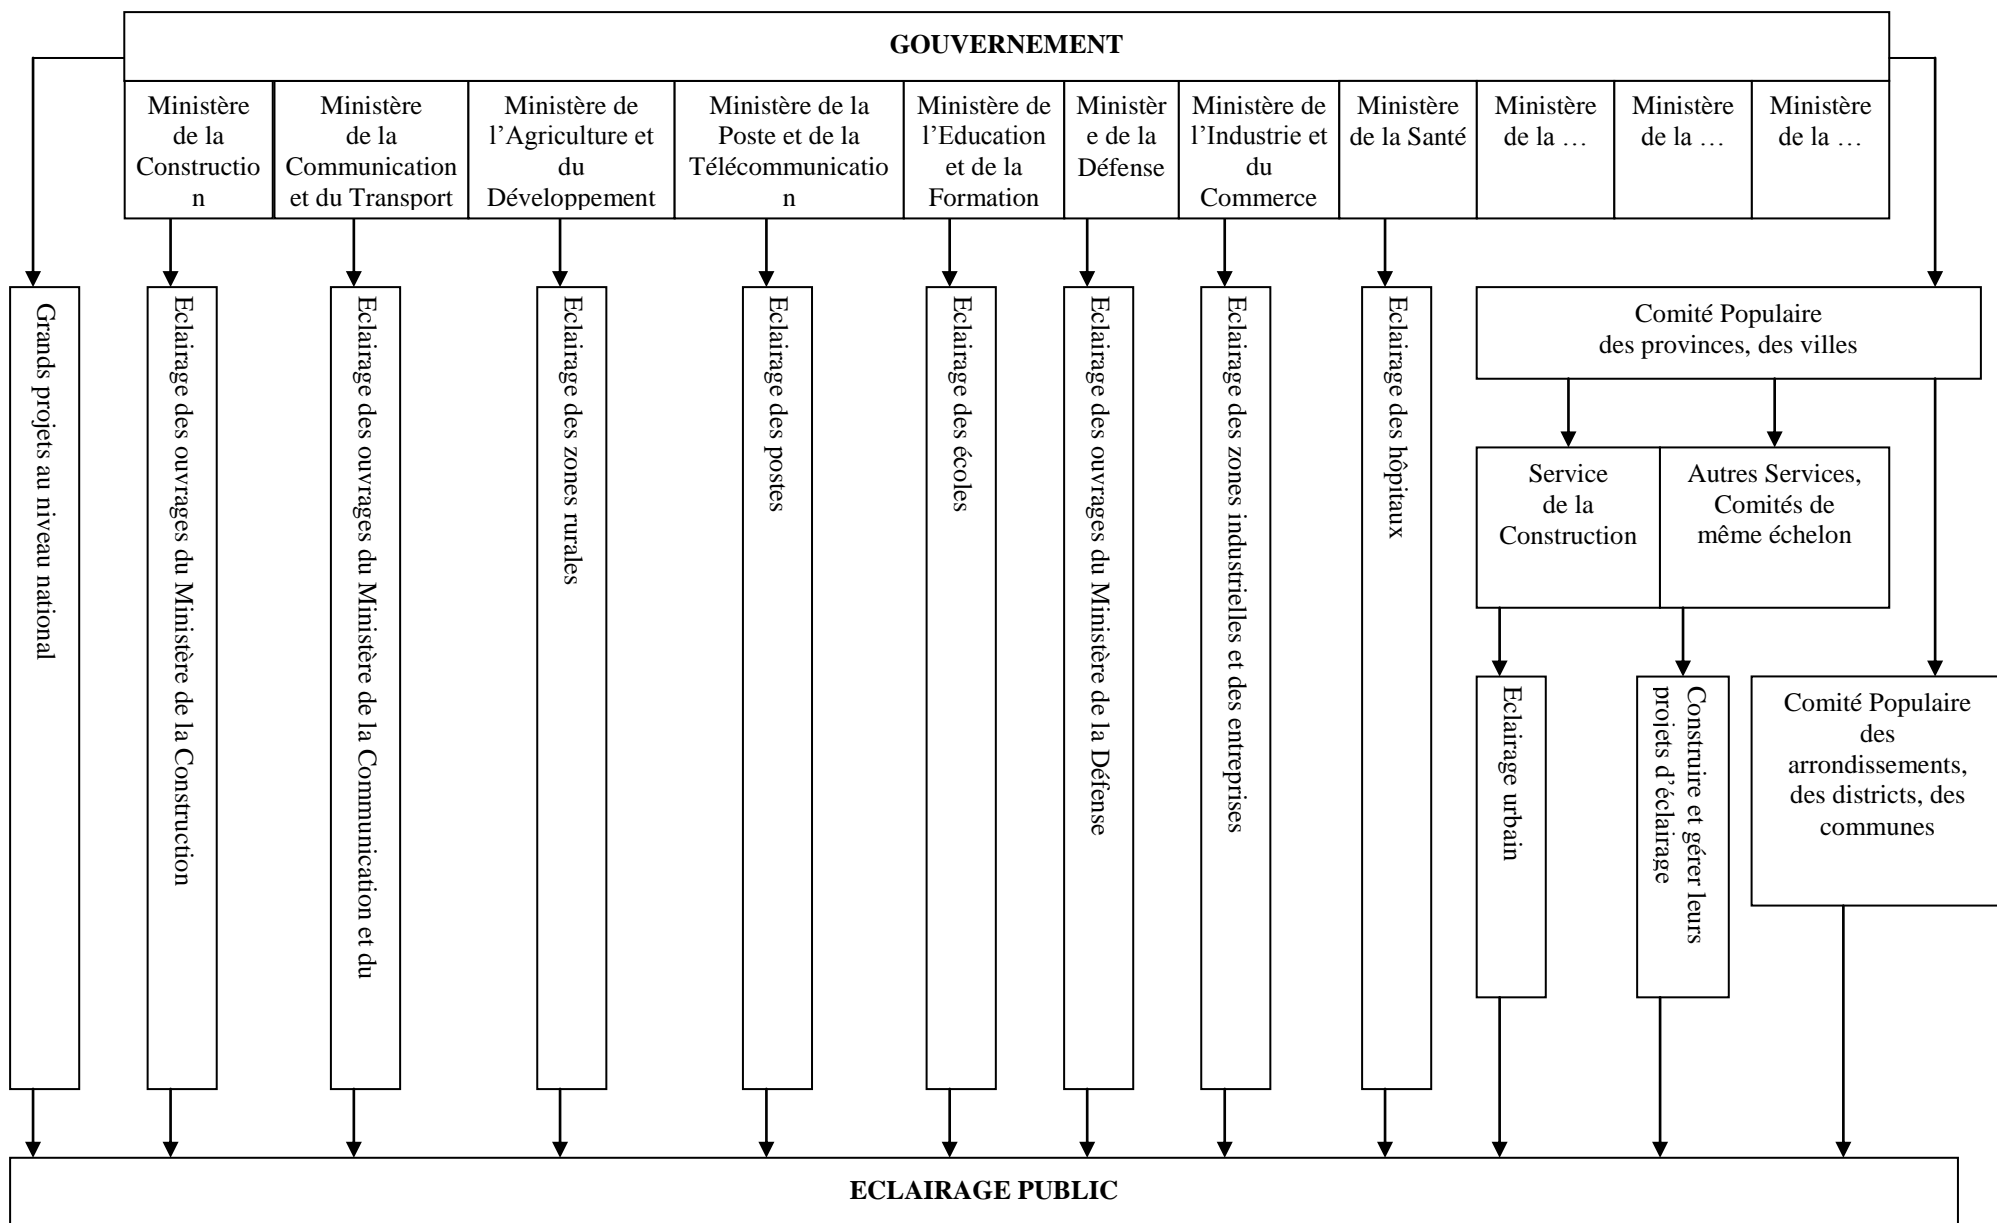 GOUVERNEMENT
Ministère
de la
Constructio
n
Ministère
de la
Communication
et du Transport
Ministère de
l’Agriculture et
du
Développement
Ministère de la
Poste et de la
Télécommunicatio
n
Ministère de
l’Education
et de la
Formation
Ministèr
e de la
Défense
Ministère de
l’Industrie et
du
Commerce
Ministère
de la Santé
Ministère
de la …
Ministère
de la …
Ministère
de la …
Grands projets au niveau national
Eclairage des ouvrages du Ministère de la Construction
Eclairage des ouvrages du Ministère de la Communication et du
Eclairage des zones rurales
Eclairage des postes
Eclairage des écoles
Eclairage des ouvrages du Ministère de la Défense
Eclairage des zones industrielles et des entreprises
Eclairage des hôpitaux
Comité Populaire
des provinces, des villes
Service
de la
Construction
Autres Services,
Comités de
même échelon
Eclairage urbain
Construire et gérer leurs
projets d’éclairage
Comité Populaire
des
arrondissements,
des districts, des
communes
ECLAIRAGE PUBLIC